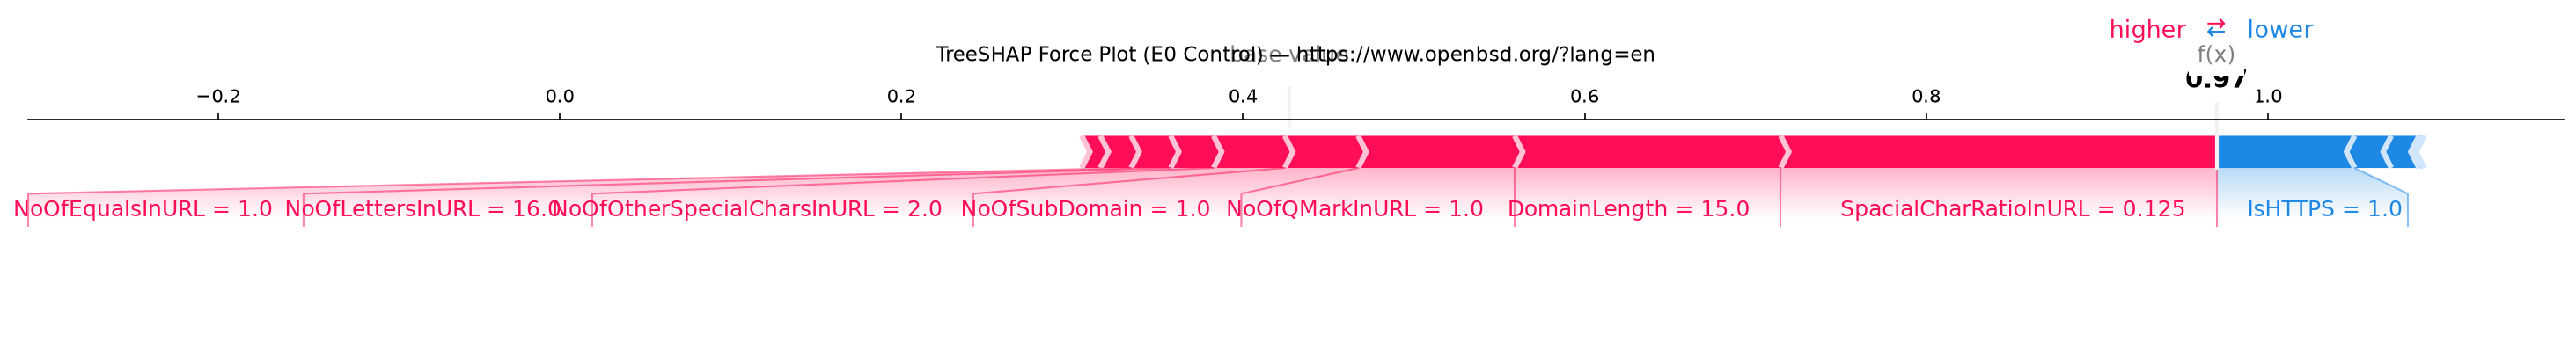 higher ⇄ lower
TreeSHAP Force Plot (E0 Control) — https://www.openbsd.org/?lang=en
base value
f(x)
0.97
−0.2 0.0 0.2 0.4 0.6 0.8 1.0
NoOfEqualsInURL = 1.0 NoOfLettersInURL = 16.0 NoOfOtherSpecialCharsInURL = 2.0 NoOfSubDomain = 1.0 NoOfQMarkInURL = 1.0 DomainLength = 15.0 SpacialCharRatioInURL = 0.125 IsHTTPS = 1.0